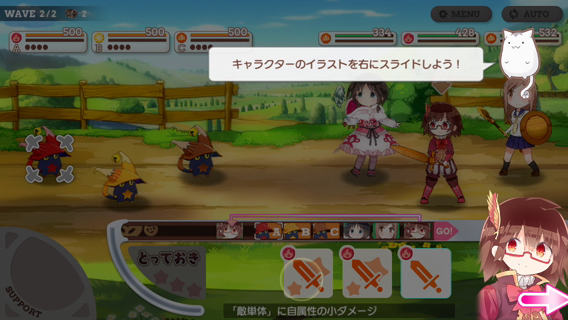 WAVE 2/2
MENU
AUTO
500
500
500
334
428
532
A
B
C
キャラクターのイラストを右にスライドしよう!
A
B
C
GO!
とっておき
SUPPORT
「敵単体」に自属性の小ダメージ